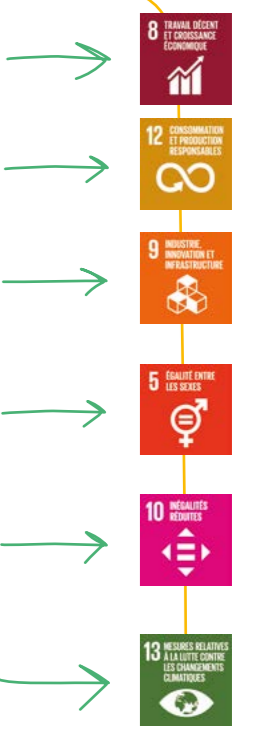 8 TRAVAIL DÉCENT
ET CROISSANCE
ÉCONOMIQUE
12 CONSOMMATION
ET PRODUCTION
RESPONSABLES
9 INDUSTRIE,
INNOVATION ET
INFRASTRUCTURE
5 ÉGALITÉ ENTRE
LES SEXES
10 INÉGALITÉS
RÉDUITES
13 MESURES RELATIVES
À LA LUTTE CONTRE
LES CHANGEMENTS
CLIMATIQUES